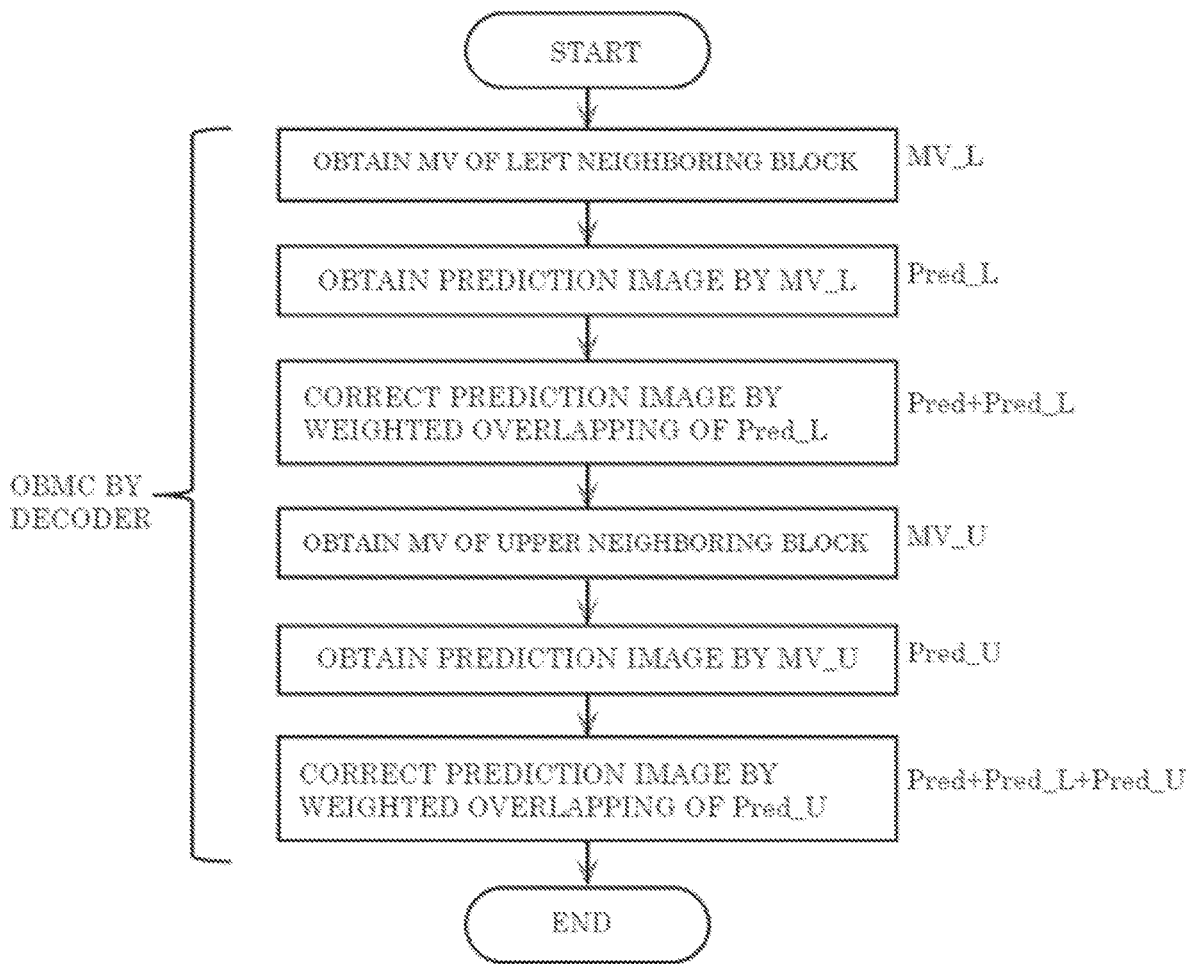 START
OBTAIN MV OF LEFT NEIGHBORING BLOCK
MV_L
OBTAIN PREDICTION IMAGE BY MV_L
Pred_L
CORRECT PREDICTION IMAGE BY
WEIGHTED OVERLAPPING OF Pred_L
Pred+Pred_L
OBMC BY
DECODER
OBTAIN MV OF UPPER NEIGHBORING BLOCK
MV_U
OBTAIN PREDICTION IMAGE BY MV_U
Pred_U
CORRECT PREDICTION IMAGE BY
WEIGHTED OVERLAPPING OF Pred_U
Pred+Pred_L+Pred_U
END